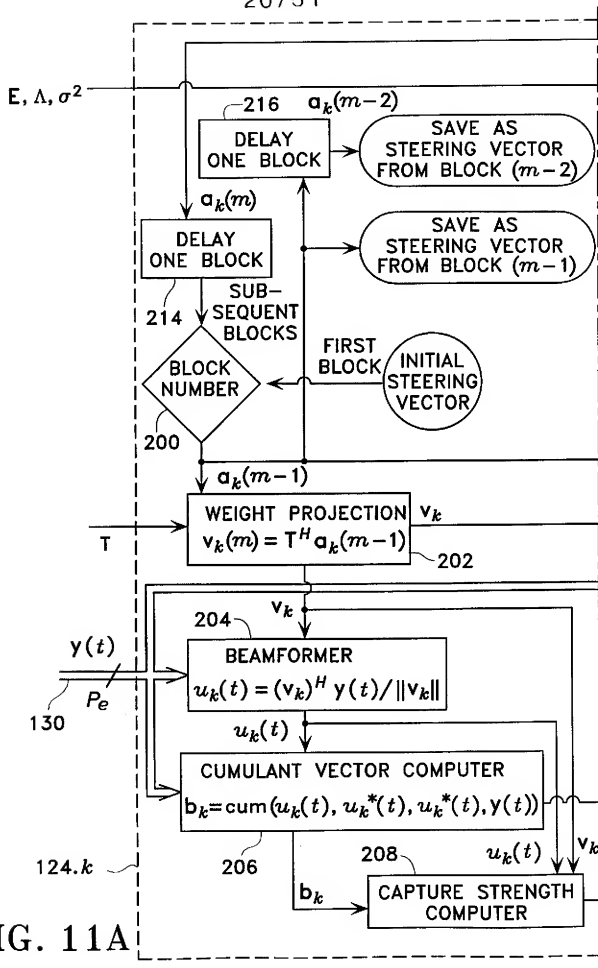 E, Λ, σ²
216
a_k(m−2)
DELAY
ONE BLOCK
SAVE AS
STEERING VECTOR
FROM BLOCK (m−2)
a_k(m)
DELAY
ONE BLOCK
214
SAVE AS
STEERING VECTOR
FROM BLOCK (m−1)
SUB-
SEQUENT
BLOCKS
BLOCK
NUMBER
200
FIRST
BLOCK
INITIAL
STEERING
VECTOR
a_k(m−1)
T
WEIGHT PROJECTION
v_k(m) = T^H a_k(m−1)
v_k
202
v_k
204
y(t)
P_e
130
BEAMFORMER
u_k(t) = (v_k)^H y(t)/‖v_k‖
u_k(t)
CUMULANT VECTOR COMPUTER
b_k=cum(u_k(t), u_k*(t), u_k*(t), y(t))
206
124.k
208
u_k(t)
v_k
b_k
CAPTURE STRENGTH
COMPUTER
IG. 11A